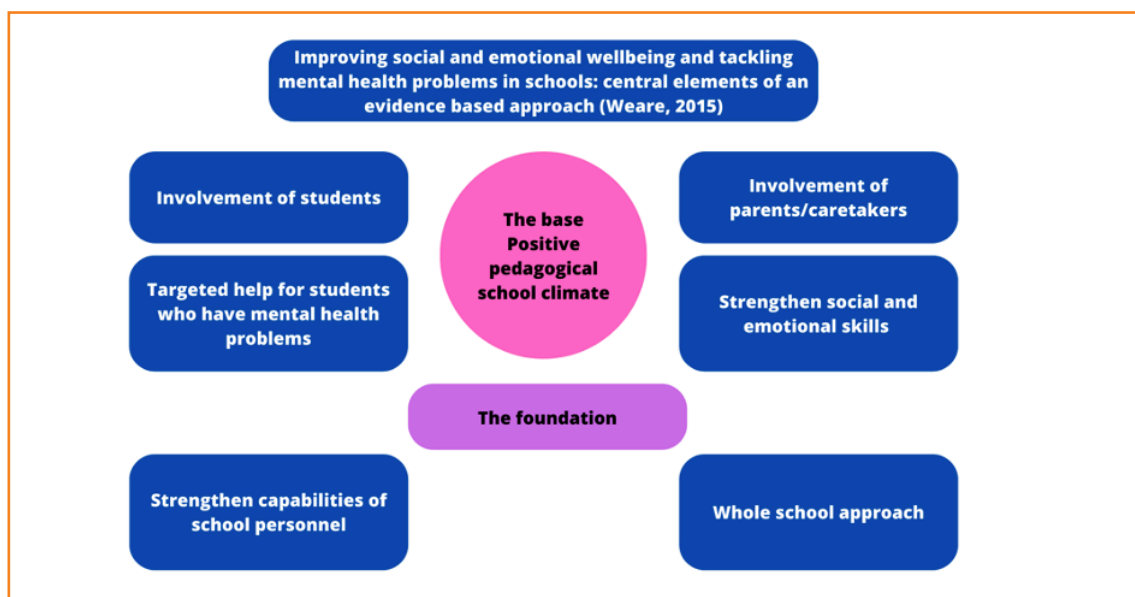 Improving social and emotional wellbeing and tackling
mental health problems in schools: central elements of an
evidence based approach (Weare, 2015)
Involvement of students
The base
Positive
pedagogical
school climate
Involvement of
parents/caretakers
Targeted help for students
who have mental health
problems
Strengthen social and
emotional skills
The foundation
Strengthen capabilities of
school personnel
Whole school approach